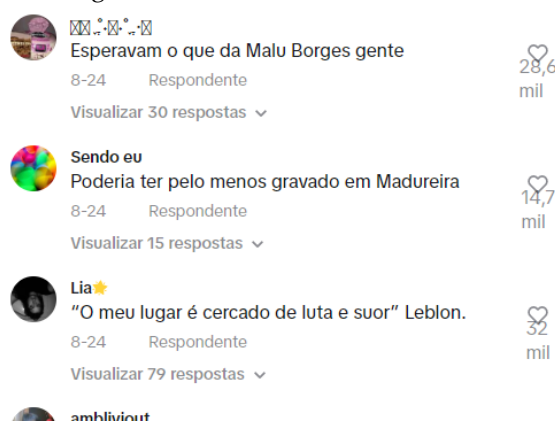 Esperavam o que da Malu Borges gente
28,6
8-24 Respondente
mil
Visualizar 30 respostas
Sendo eu
Poderia ter pelo menos gravado em Madureira
14,7
8-24 Respondente
mil
Visualizar 15 respostas
Lia⭐
“O meu lugar é cercado de luta e suor” Leblon.
32
8-24 Respondente
mil
Visualizar 79 respostas